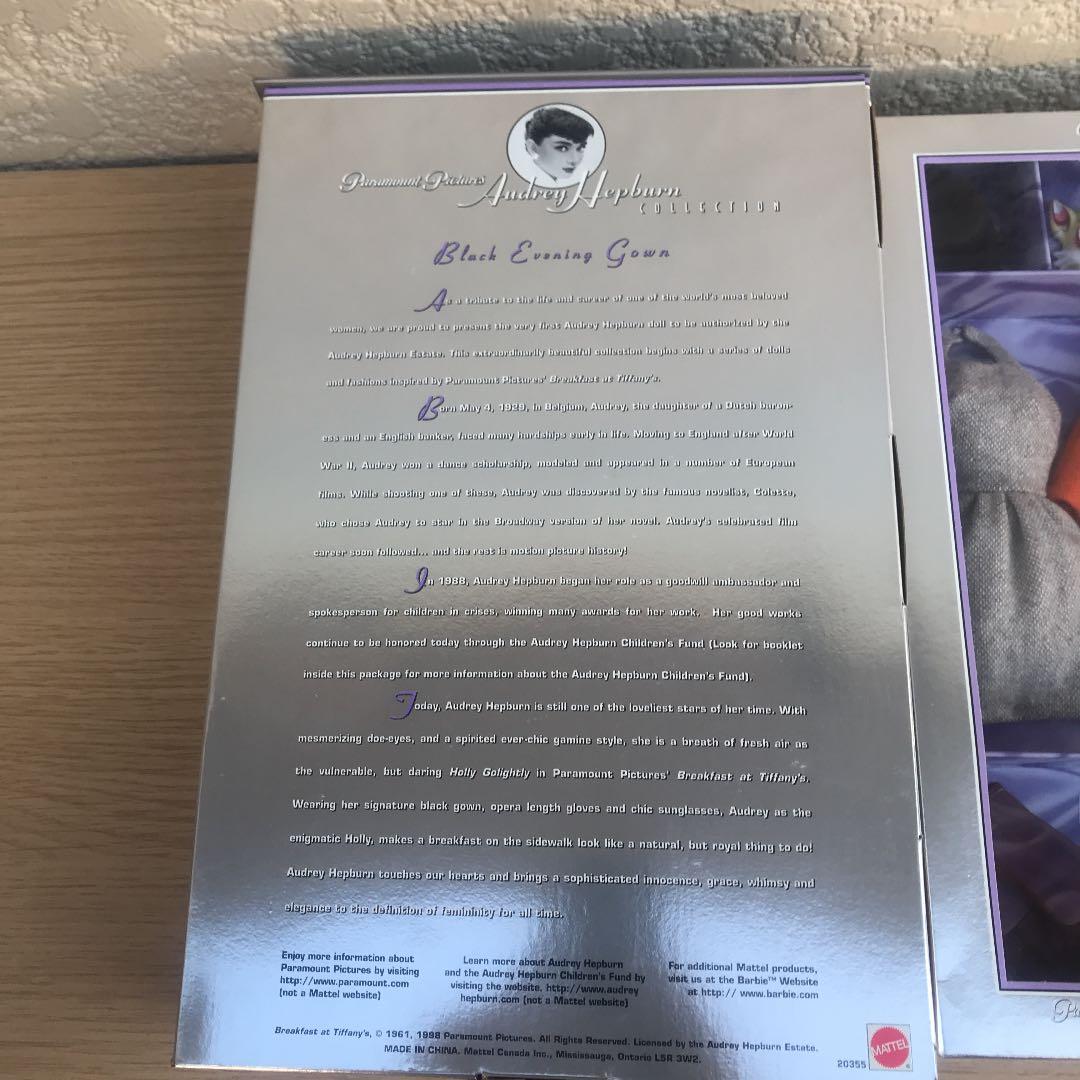 Paramount Pictures Audrey Hepburn
COLLECTION
Black Evening Gown
As a tribute to the life and career of one of the world's most beloved
women, we are proud to present the very first Audrey Hepburn doll to be authorized by the
Audrey Hepburn Estate. This extraordinarily beautiful collection begins with a series of dolls
and fashions inspired by Paramount Pictures' Breakfast at Tiffany's.
Born May 4, 1929, in Belgium, Audrey, the daughter of a Dutch baron-
ess and an English banker, faced many hardships early in life. Moving to England after World
War II, Audrey won a dance scholarship, modeled and appeared in a number of European
films. While shooting one of these, Audrey was discovered by the famous novelist, Colette,
who chose Audrey to star in the Broadway version of her novel. Audrey's celebrated film
career soon followed... and the rest is motion picture history!
In 1988, Audrey Hepburn began her role as a goodwill ambassador and
spokesperson for children in crises, winning many awards for her work. Her good works
continue to be honored today through the Audrey Hepburn Children's Fund (Look for booklet
inside this package for more information about the Audrey Hepburn Children's Fund).
Today, Audrey Hepburn is still one of the loveliest stars of her time. With
mesmerizing doe-eyes, and a spirited ever-chic gamine style, she is a breath of fresh air as
the vulnerable, but daring Holly Golightly in Paramount Pictures' Breakfast at Tiffany's.
Wearing her signature black gown, opera length gloves and chic sunglasses, Audrey as the
enigmatic Holly, makes a breakfast on the sidewalk look like a natural, but royal thing to do!
Audrey Hepburn touches our hearts and brings a sophisticated innocence, grace, whimsy and
elegance to the definition of femininity for all time.
Enjoy more information about
Paramount Pictures by visiting
http://www.paramount.com
(not a Mattel website)
Learn more about Audrey Hepburn
and the Audrey Hepburn Children's Fund by
visiting the website, http://www.audrey
hepburn.com (not a Mattel website)
For additional Mattel products,
visit us at the Barbie™ Website
at http:// www.barbie.com
Breakfast at Tiffany's, © 1961, 1998 Paramount Pictures. All Rights Reserved. Licensed by the Audrey Hepburn Estate.
MADE IN CHINA. Mattel Canada Inc., Mississauga, Ontario L5R 3W2.
20355
MATTEL®